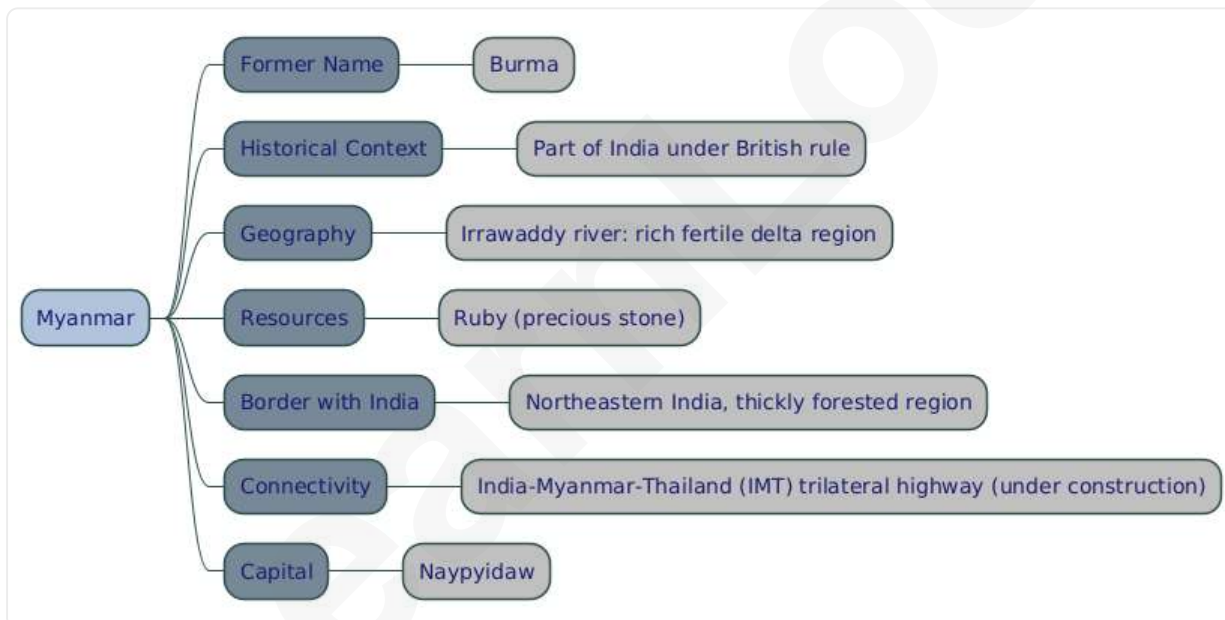 Former Name
Burma
Historical Context
Part of India under British rule
Geography
Irrawaddy river: rich fertile delta region
Myanmar
Resources
Ruby (precious stone)
Border with India
Northeastern India, thickly forested region
Connectivity
India-Myanmar-Thailand (IMT) trilateral highway (under construction)
Capital
Naypyidaw